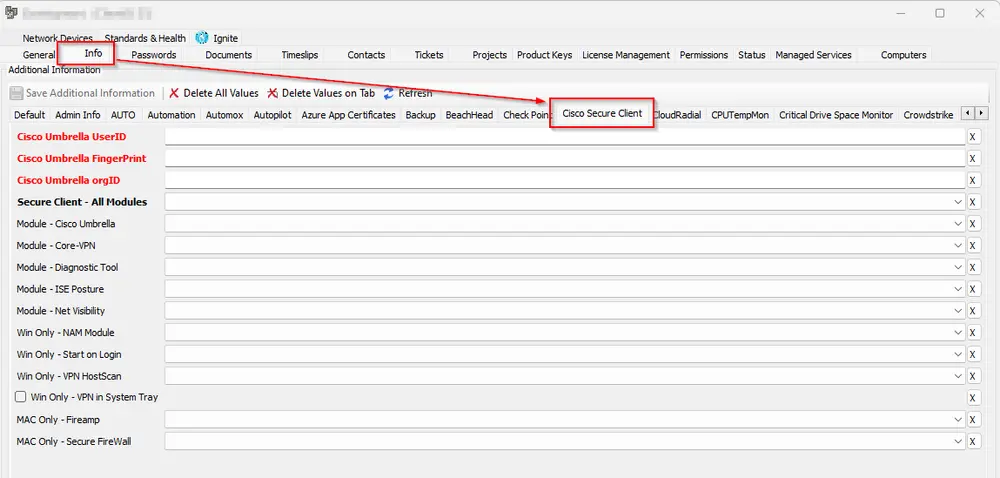 Network Devices Standards & Health Ignite
General Info Passwords Documents Timeslips Contacts Tickets Projects Product Keys License Management Permissions Status Managed Services Computers
Additional Information
Save Additional Information Delete All Values Delete Values on Tab Refresh
Default Admin Info AUTO Automation Automox Autopilot Azure App Certificates Backup BeachHead Check Point Cisco Secure Client CloudRadial CPUTempMon Critical Drive Space Monitor Crowdstrike
Cisco Umbrella UserID X
Cisco Umbrella FingerPrint X
Cisco Umbrella orgID X
Secure Client - All Modules X
Module - Cisco Umbrella X
Module - Core-VPN X
Module - Diagnostic Tool X
Module - ISE Posture X
Module - Net Visibility X
Win Only - NAM Module X
Win Only - Start on Login X
Win Only - VPN HostScan X
Win Only - VPN in System Tray X
MAC Only - Fireamp X
MAC Only - Secure FireWall X